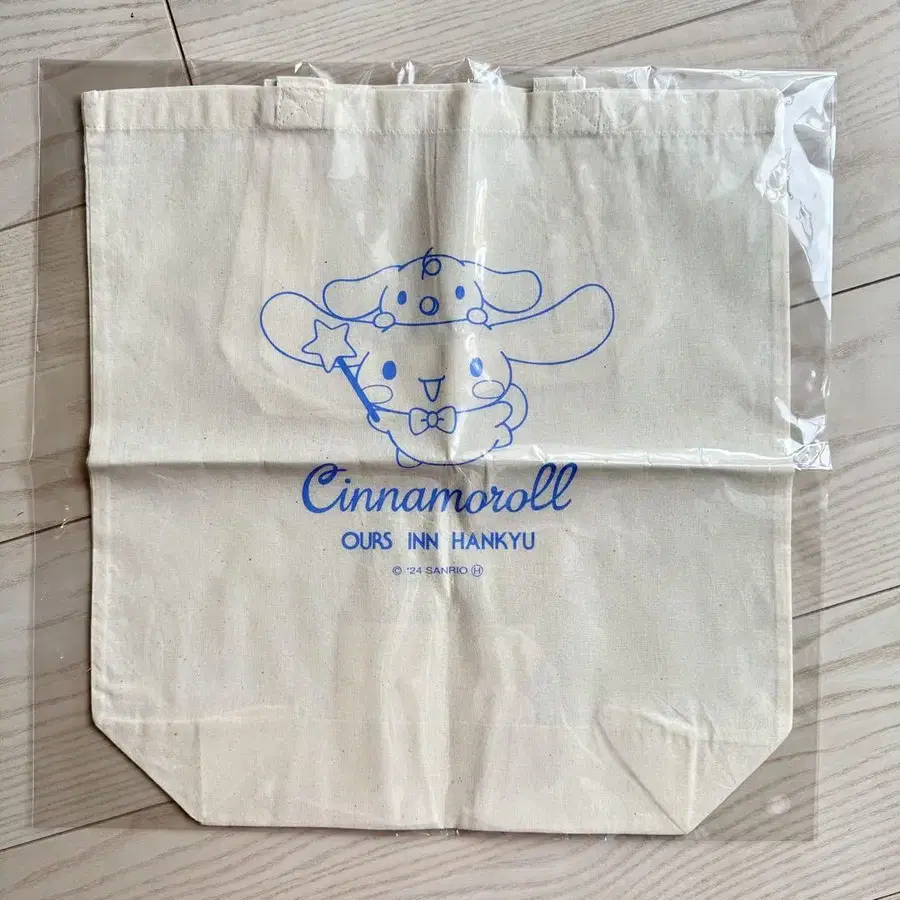 Cinnamoroll
OURS INN HANKYU
© '24 SANRIO Ⓗ